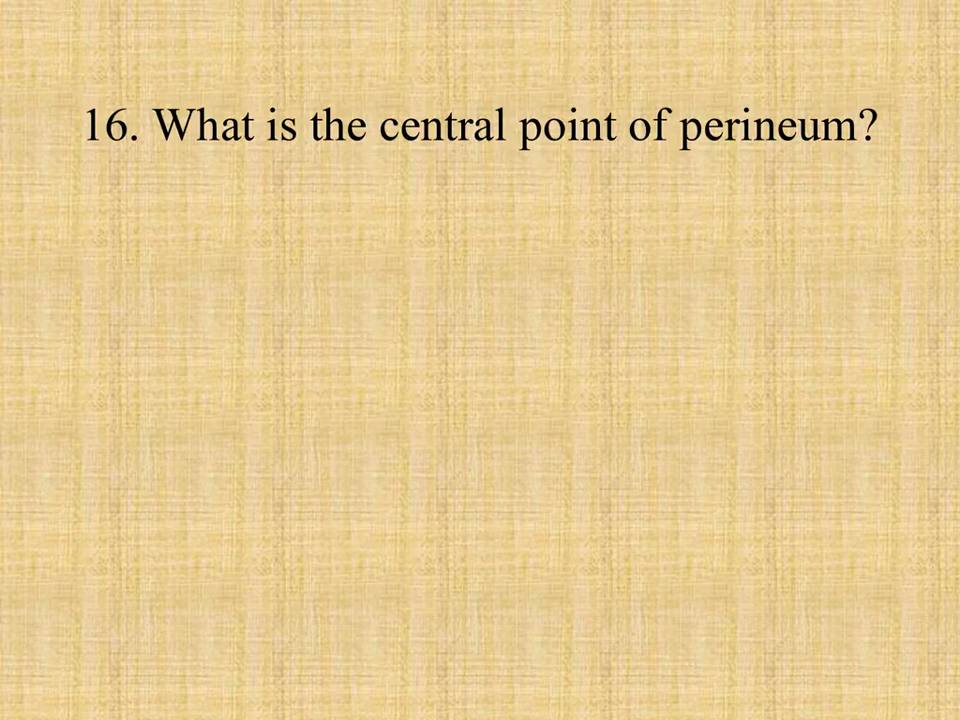 16. What is the central point of perineum?